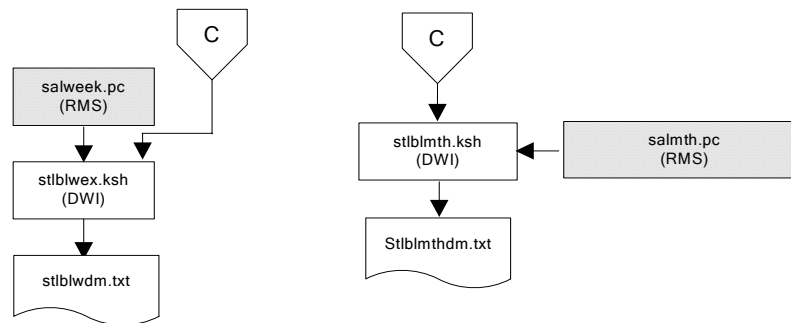 C
salweek.pc
(RMS)
stlblwex.ksh
(DWI)
stlblwdm.txt
C
stlblmth.ksh
(DWI)
salmth.pc
(RMS)
Stlblmthdm.txt